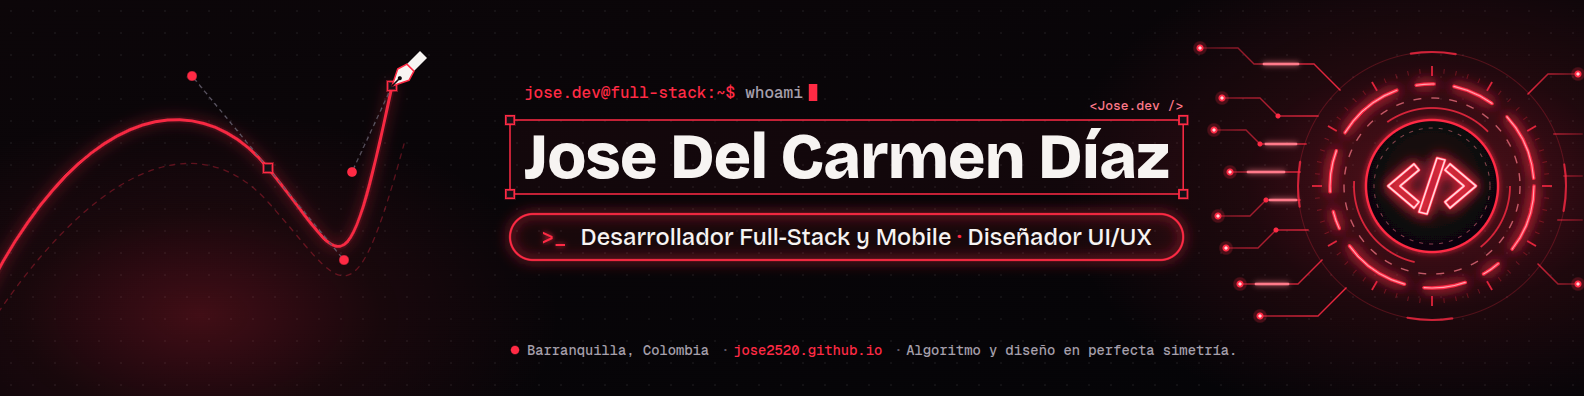 jose.dev@full-stack:~$ whoami
<Jose.dev />
Jose Del Carmen Díaz
>_ Desarrollador Full-Stack y Mobile · Diseñador UI/UX
</>
Barranquilla, Colombia · jose2520.github.io · Algoritmo y diseño en perfecta simetría.